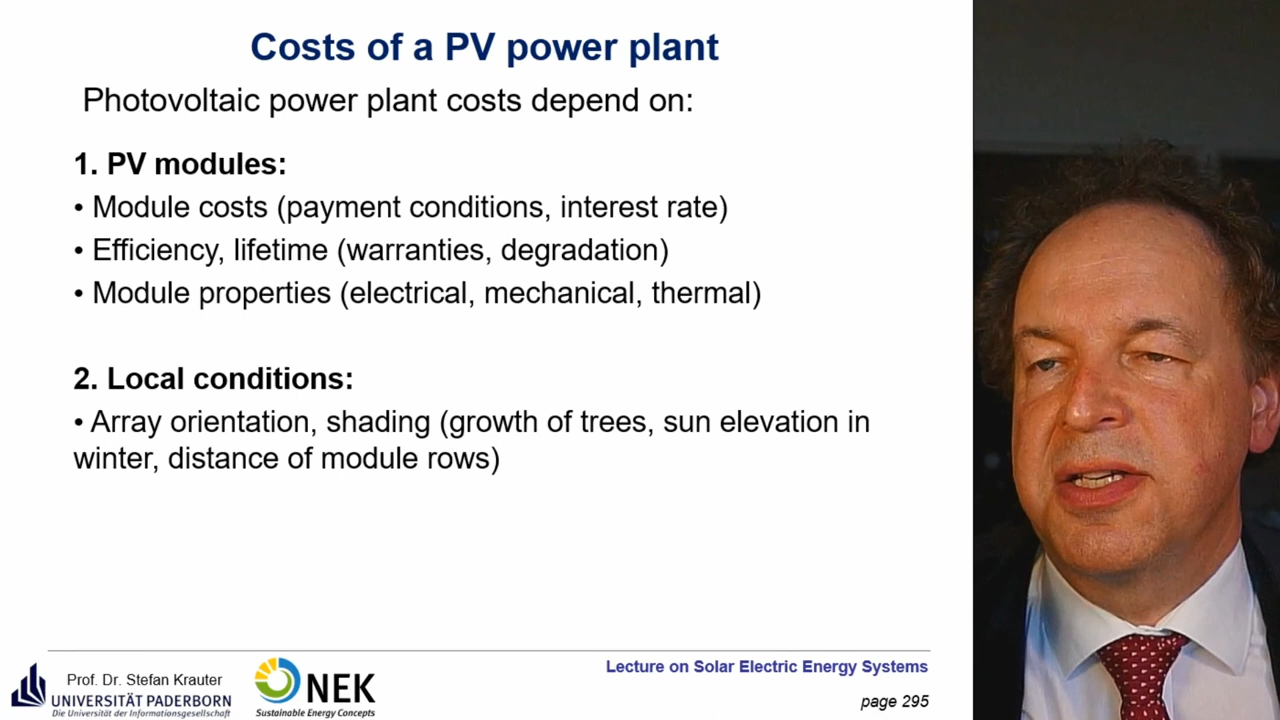 Costs of a PV power plant
Photovoltaic power plant costs depend on:
1. PV modules:
• Module costs (payment conditions, interest rate)
• Efficiency, lifetime (warranties, degradation)
• Module properties (electrical, mechanical, thermal)
2. Local conditions:
• Array orientation, shading (growth of trees, sun elevation in
winter, distance of module rows)
Prof. Dr. Stefan Krauter
UNIVERSITÄT PADERBORN
Die Universität der Informationsgesellschaft
NEK
Sustainable Energy Concepts
Lecture on Solar Electric Energy Systems
page 295